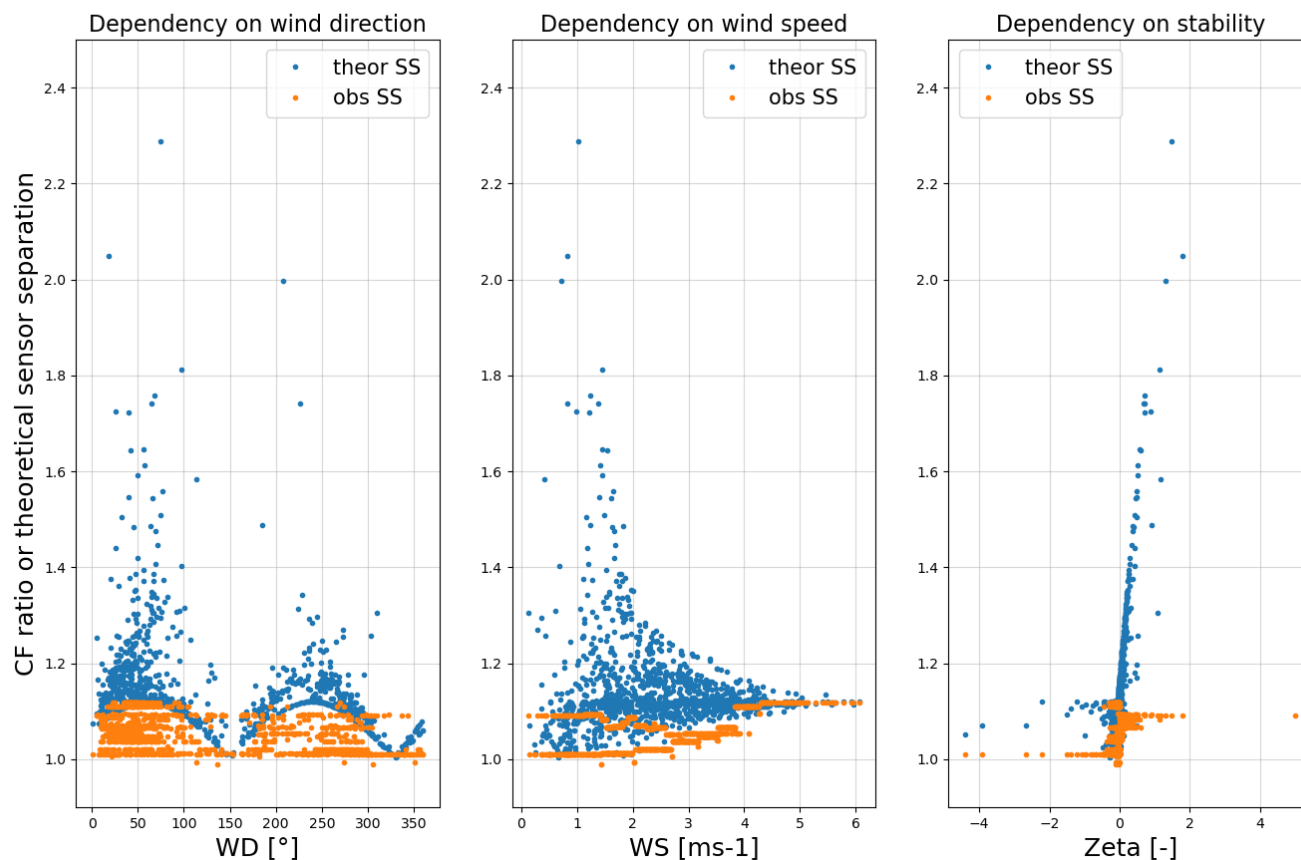 Dependency on wind direction
Dependency on wind speed
Dependency on stability
theor SS
obs SS
theor SS
obs SS
theor SS
obs SS
CF ratio or theoretical sensor separation
2.4
2.2
2.0
1.8
1.6
1.4
1.2
1.0
2.4
2.2
2.0
1.8
1.6
1.4
1.2
1.0
2.4
2.2
2.0
1.8
1.6
1.4
1.2
1.0
0 50 100 150 200 250 300 350
0 1 2 3 4 5 6
−4 −2 0 2 4
WD [°]
WS [ms-1]
Zeta [-]